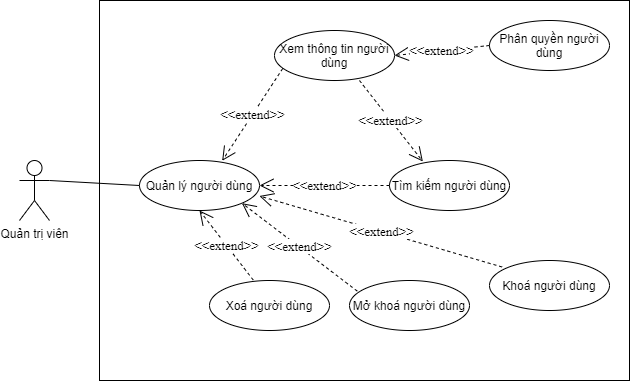 Xem thông tin người
dùng
<<extend>>
Phân quyền người
dùng
<<extend>>
<<extend>>
Quản lý người dùng
<<extend>>
Tìm kiếm người dùng
Quản trị viên
<<extend>>
<<extend>>
<<extend>>
Xoá người dùng
Mở khoá người dùng
Khoá người dùng